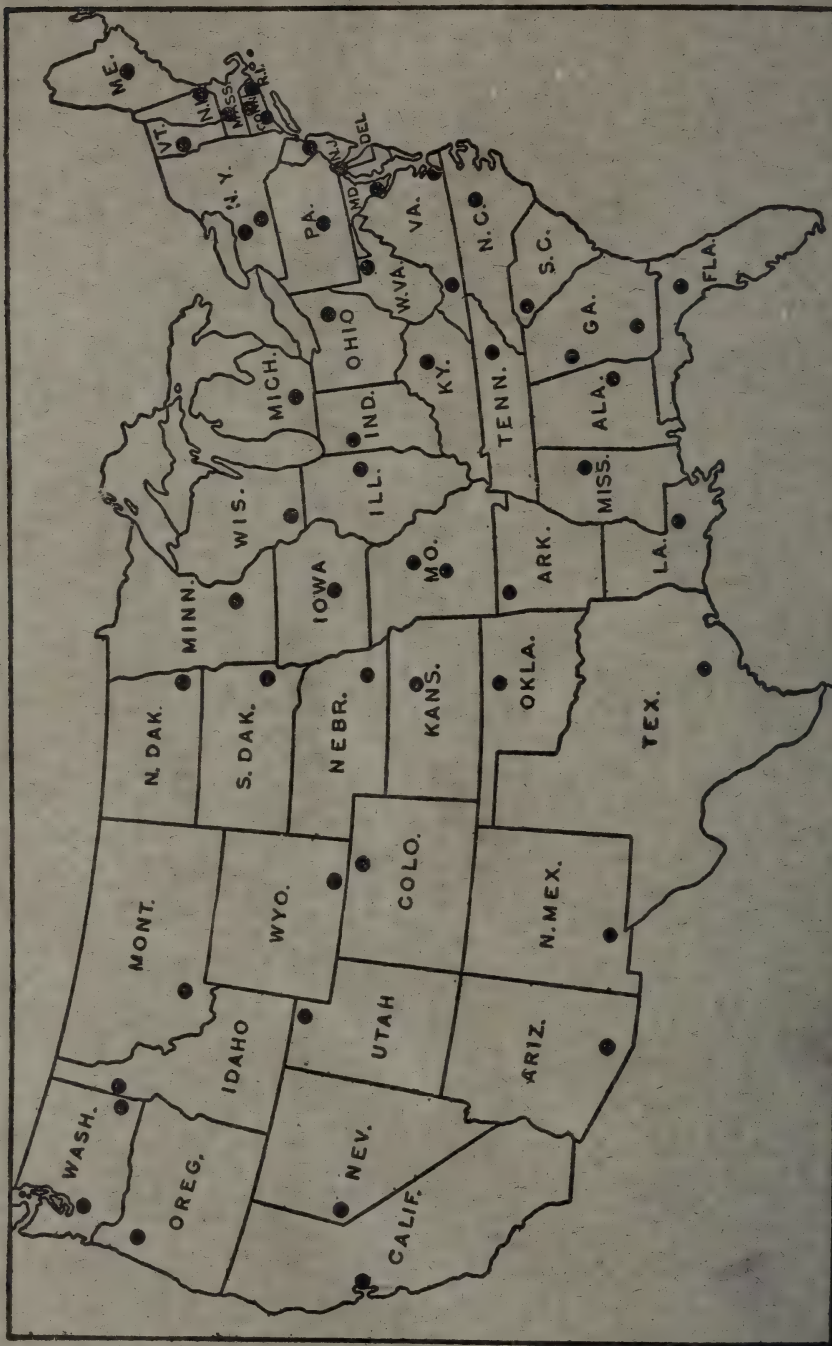 WASH.
OREG.
CALIF.
NEV.
IDAHO
MONT.
WYO.
UTAH
ARIZ.
COLO.
N.MEX.
N. DAK.
S. DAK.
NEBR.
KANS.
OKLA.
TEX.
MINN.
IOWA
MO.
ARK.
LA.
WIS.
ILL.
MICH.
IND.
OHIO
KY.
TENN.
MISS.
ALA.
GA.
FLA.
S.C.
N.C.
VA.
W.VA.
MD.
DEL
N.J.
PA.
N.Y.
VT.
N.H.
ME.
MASS.
CONN.
R.I.